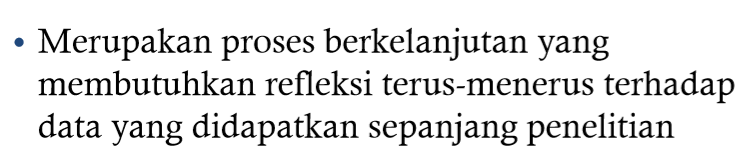 • Merupakan proses berkelanjutan yang
membutuhkan refleksi terus-menerus terhadap
data yang didapatkan sepanjang penelitian